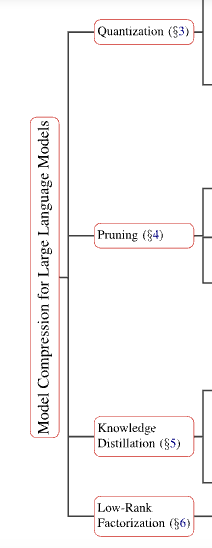 Model Compression for Large Language Models
Quantization (§3)
Pruning (§4)
Knowledge
Distillation (§5)
Low-Rank
Factorization (§6)